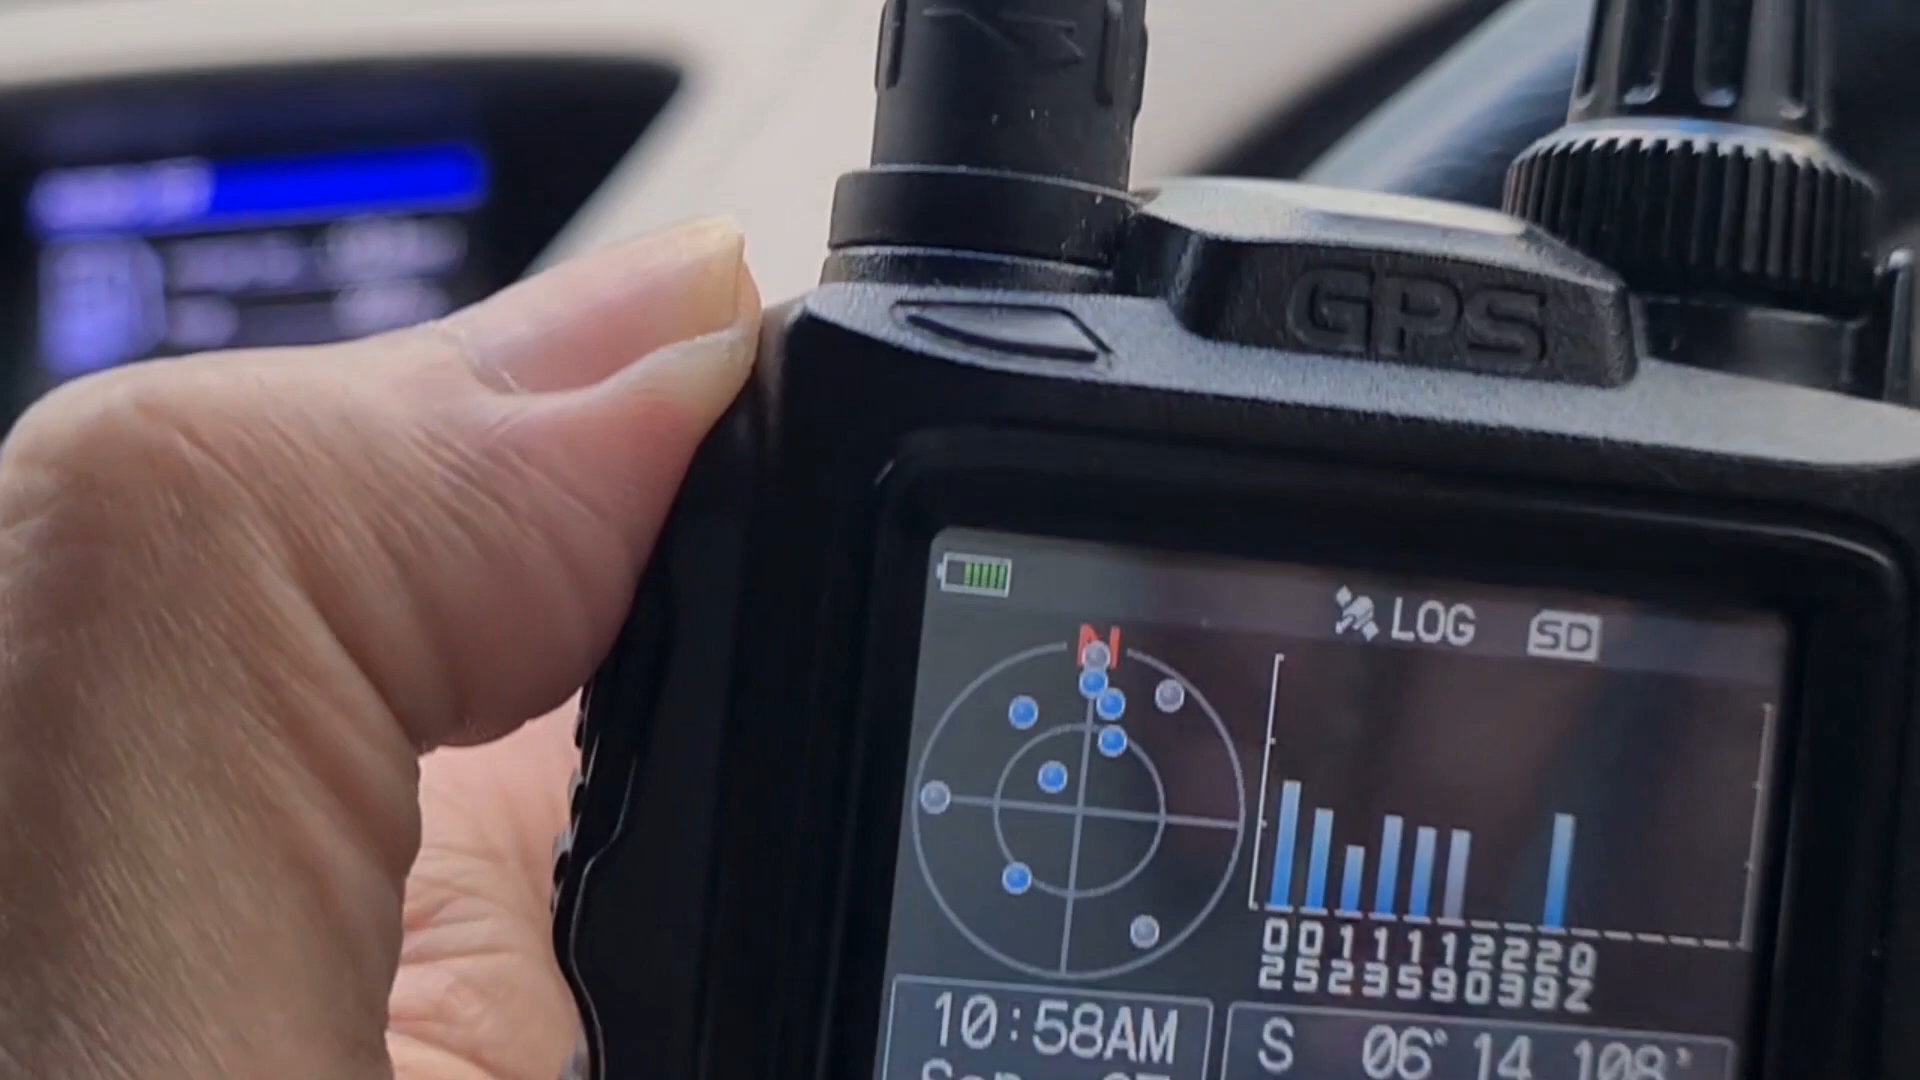 GPS
LOG SD
N
0 0 1 1 1 1 2 2 2 Q
2 5 2 3 5 9 0 3 9 Z
10:58AM
S 06°14.108'